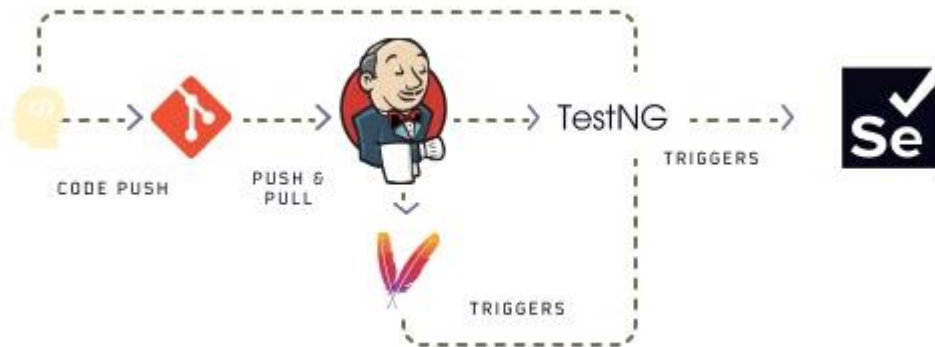 </>
TestNG
Se
TRIGGERS
CODE PUSH
PUSH &
PULL
TRIGGERS